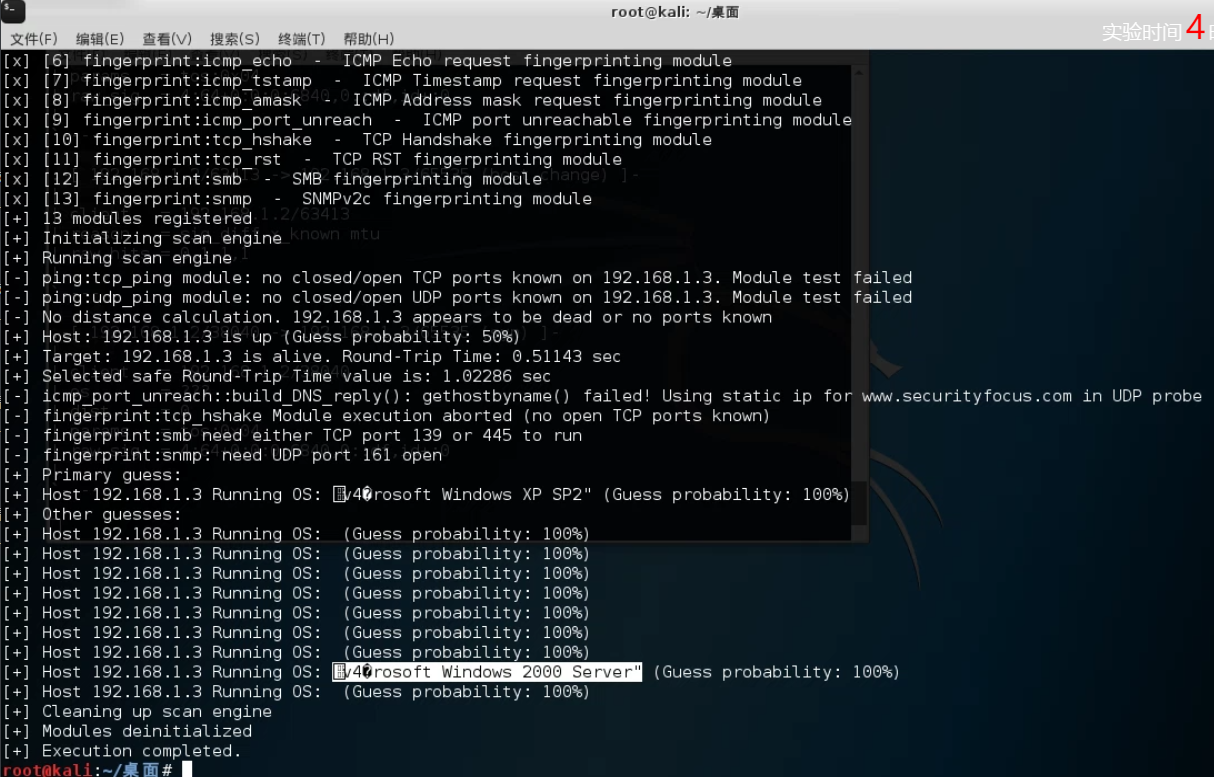 root@kali: ~/桌面
文件(F) 编辑(E) 查看(V) 搜索(S) 终端(T) 帮助(H)
实验时间 4
[x] [6] fingerprint:icmp_echo - ICMP Echo request fingerprinting module
[x] [7] fingerprint:icmp_tstamp - ICMP Timestamp request fingerprinting module
[x] [8] fingerprint:icmp_amask - ICMP Address mask request fingerprinting module
[x] [9] fingerprint:icmp_port_unreach - ICMP port unreachable fingerprinting module
[x] [10] fingerprint:tcp_hshake - TCP Handshake fingerprinting module
[x] [11] fingerprint:tcp_rst - TCP RST fingerprinting module
[x] [12] fingerprint:smb - SMB fingerprinting module
[x] [13] fingerprint:snmp - SNMPv2c fingerprinting module
[+] 13 modules registered
[+] Initializing scan engine
[+] Running scan engine
[-] ping:tcp_ping module: no closed/open TCP ports known on 192.168.1.3. Module test failed
[-] ping:udp_ping module: no closed/open UDP ports known on 192.168.1.3. Module test failed
[-] No distance calculation. 192.168.1.3 appears to be dead or no ports known
[+] Host: 192.168.1.3 is up (Guess probability: 50%)
[+] Target: 192.168.1.3 is alive. Round-Trip Time: 0.51143 sec
[+] Selected safe Round-Trip Time value is: 1.02286 sec
[-] icmp_port_unreach::build_DNS_reply(): gethostbyname() failed! Using static ip for www.securityfocus.com in UDP probe
[-] fingerprint:tcp_hshake Module execution aborted (no open TCP ports known)
[-] fingerprint:smb need either TCP port 139 or 445 to run
[-] fingerprint:snmp: need UDP port 161 open
[+] Primary guess:
[+] Host 192.168.1.3 Running OS: v4�rosoft Windows XP SP2" (Guess probability: 100%)
[+] Other guesses:
[+] Host 192.168.1.3 Running OS: (Guess probability: 100%)
[+] Host 192.168.1.3 Running OS: (Guess probability: 100%)
[+] Host 192.168.1.3 Running OS: (Guess probability: 100%)
[+] Host 192.168.1.3 Running OS: (Guess probability: 100%)
[+] Host 192.168.1.3 Running OS: (Guess probability: 100%)
[+] Host 192.168.1.3 Running OS: (Guess probability: 100%)
[+] Host 192.168.1.3 Running OS: (Guess probability: 100%)
[+] Host 192.168.1.3 Running OS: v4�rosoft Windows 2000 Server" (Guess probability: 100%)
[+] Host 192.168.1.3 Running OS: (Guess probability: 100%)
[+] Cleaning up scan engine
[+] Modules deinitialized
[+] Execution completed.
root@kali:~/桌面#